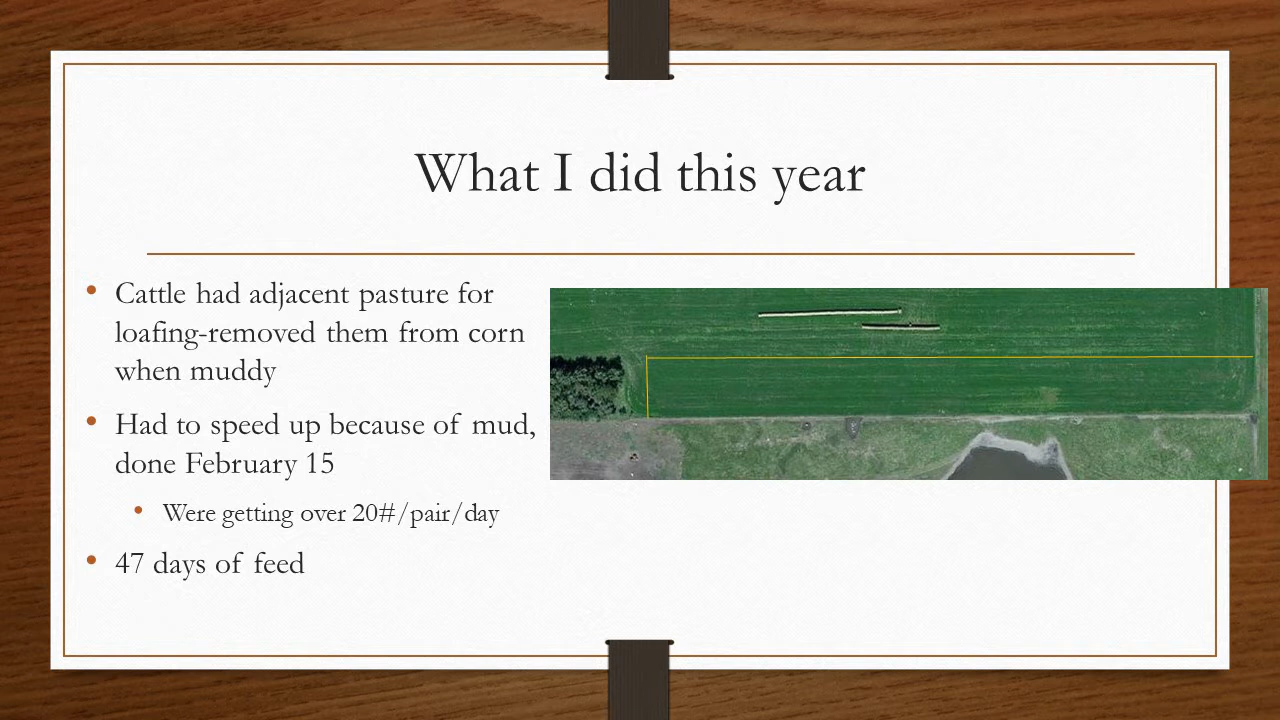 What I did this year
• Cattle had adjacent pasture for
loafing-removed them from corn
when muddy
• Had to speed up because of mud,
done February 15
• Were getting over 20#/pair/day
• 47 days of feed